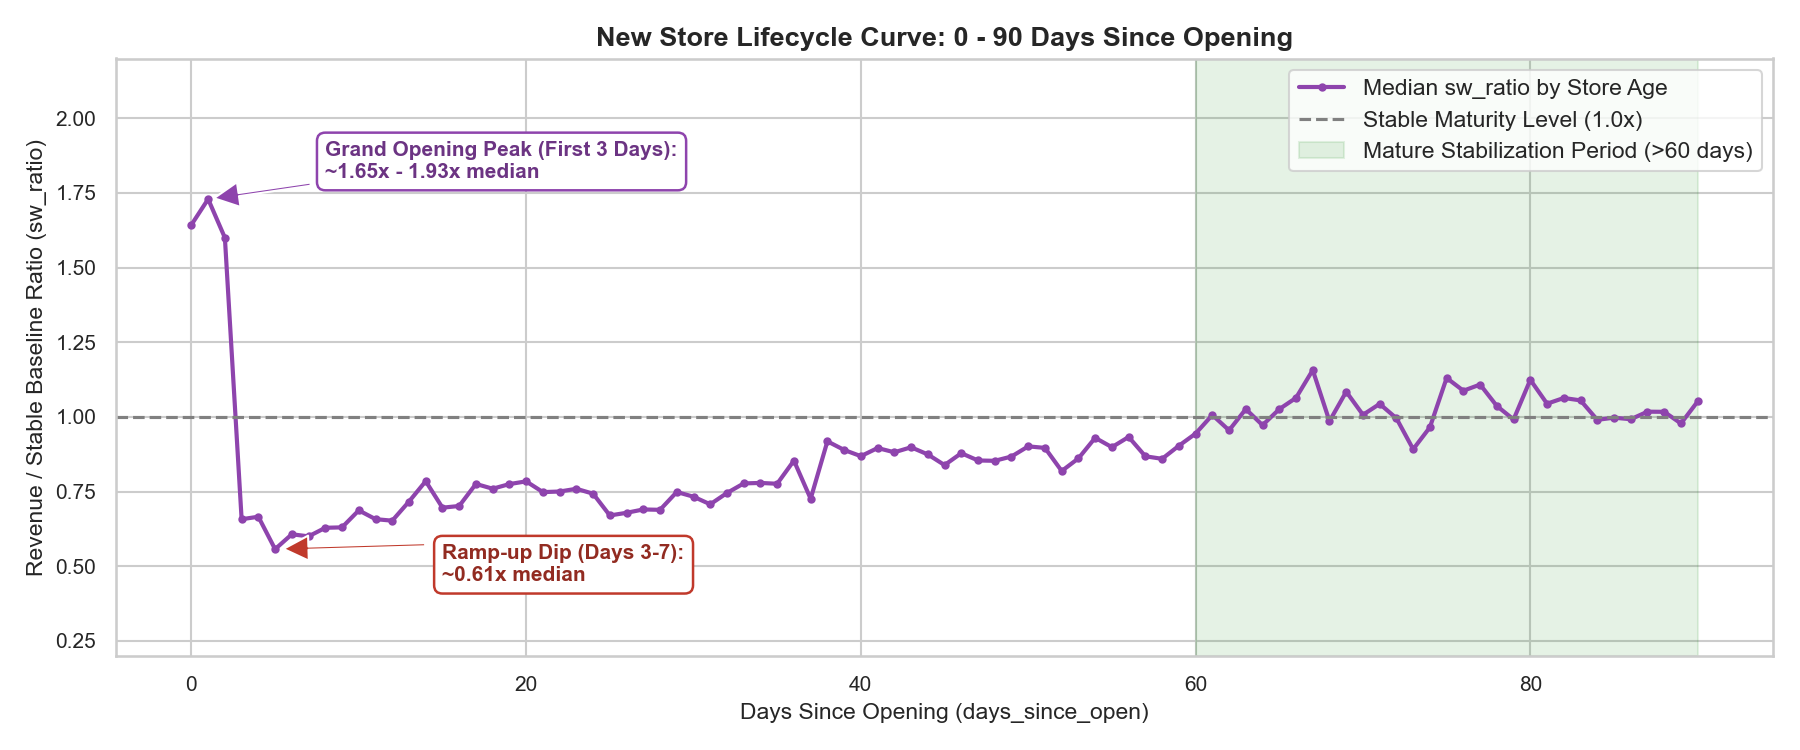 New Store Lifecycle Curve: 0 - 90 Days Since Opening
Revenue / Stable Baseline Ratio (sw_ratio)
2.00
1.75
1.50
1.25
1.00
0.75
0.50
0.25
Grand Opening Peak (First 3 Days):
~1.65x - 1.93x median
Ramp-up Dip (Days 3-7):
~0.61x median
Median sw_ratio by Store Age
Stable Maturity Level (1.0x)
Mature Stabilization Period (>60 days)
0 20 40 60 80
Days Since Opening (days_since_open)